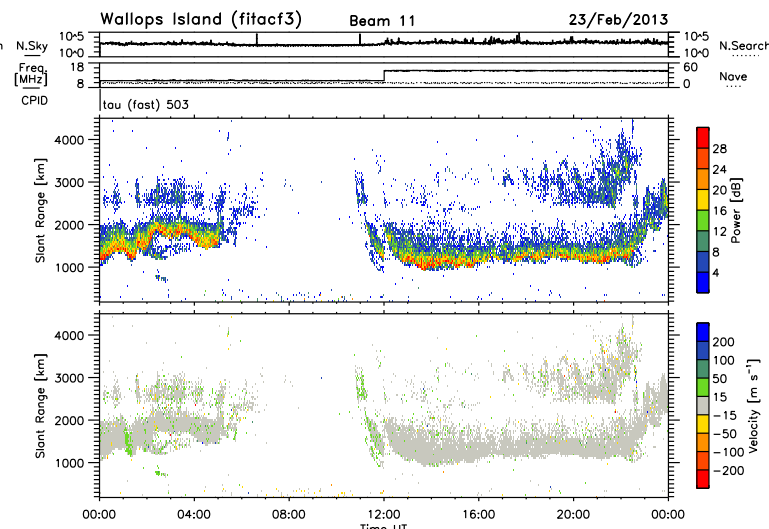 Wallops Island (fitacf3) Beam 11 23/Feb/2013
N.Sky 10^5 10^0 10^5 10^0 N.Search
Freq. [MHz] 18 8 60 0 Nave
CPID tau (fast) 503
Slant Range [km] 4000 3000 2000 1000
Power [dB] 28 24 20 16 12 8 4
Slant Range [km] 4000 3000 2000 1000
Velocity [m s⁻¹] 200 100 50 15 −15 −50 −100 −200
00:00 04:00 08:00 12:00 16:00 20:00 00:00